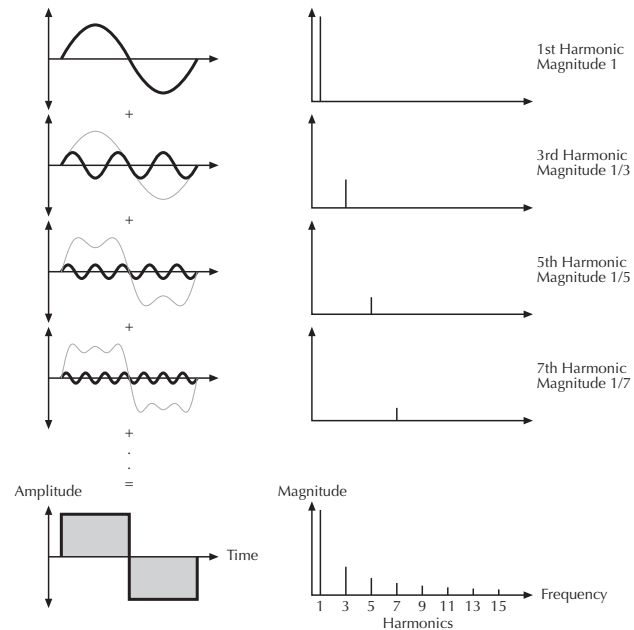 1st Harmonic
Magnitude 1
+
3rd Harmonic
Magnitude 1/3
+
5th Harmonic
Magnitude 1/5
+
7th Harmonic
Magnitude 1/7
+
.
.
=
Amplitude
Time
Magnitude
Frequency
1 3 5 7 9 11 13 15
Harmonics